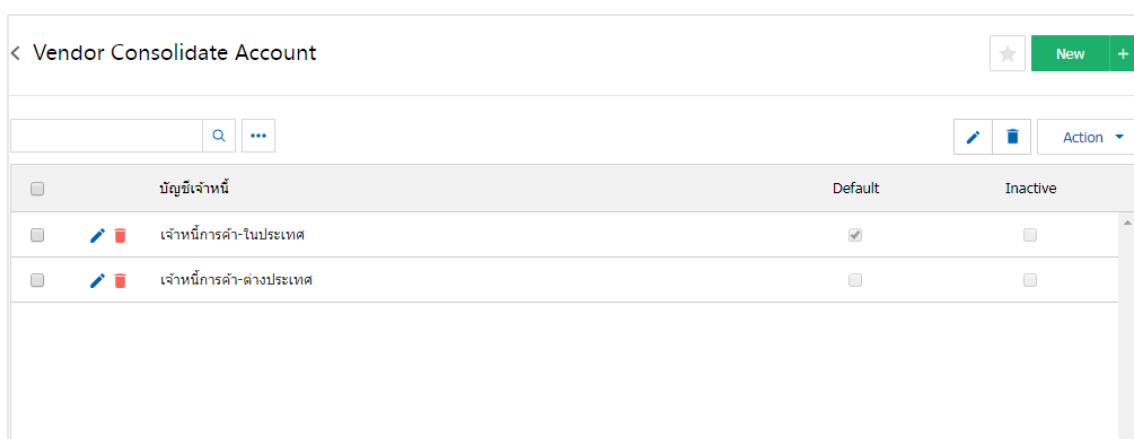 Vendor Consolidate Account
New +
Action
บัญชีเจ้าหนี้ Default Inactive
เจ้าหนี้การค้า-ในประเทศ
เจ้าหนี้การค้า-ต่างประเทศ